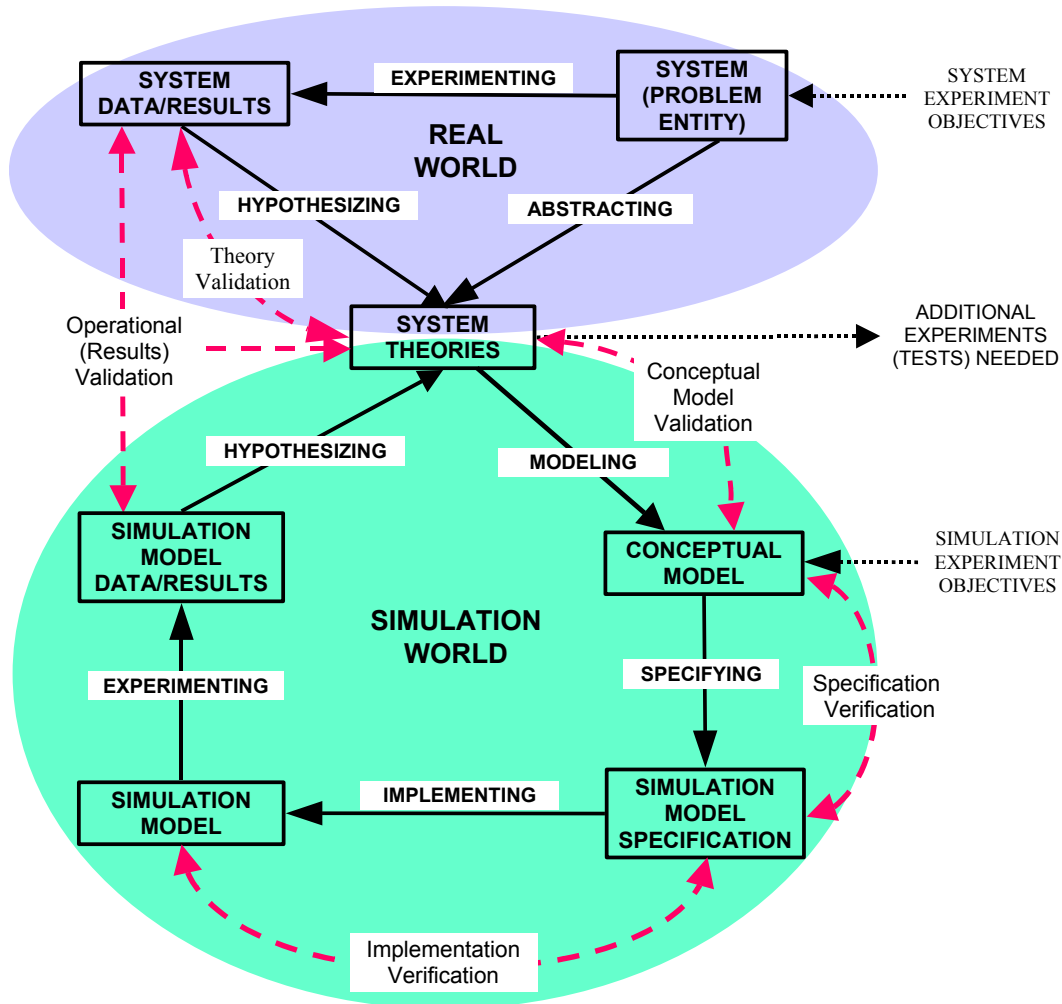 SYSTEM
DATA/RESULTS
EXPERIMENTING
SYSTEM
(PROBLEM
ENTITY)
SYSTEM
EXPERIMENT
OBJECTIVES
REAL
WORLD
HYPOTHESIZING
ABSTRACTING
Theory
Validation
Operational
(Results)
Validation
SYSTEM
THEORIES
ADDITIONAL
EXPERIMENTS
(TESTS) NEEDED
Conceptual
Model
Validation
HYPOTHESIZING
MODELING
SIMULATION
MODEL
DATA/RESULTS
CONCEPTUAL
MODEL
SIMULATION
EXPERIMENT
OBJECTIVES
SIMULATION
WORLD
EXPERIMENTING
SPECIFYING
Specification
Verification
SIMULATION
MODEL
IMPLEMENTING
SIMULATION
MODEL
SPECIFICATION
Implementation
Verification